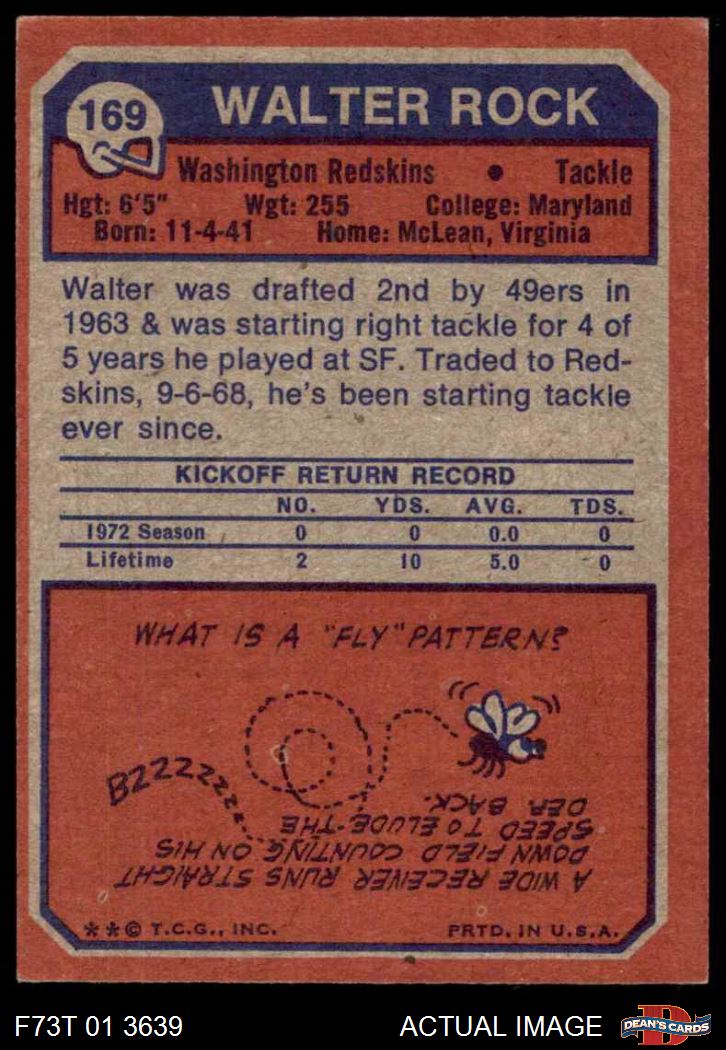 169
WALTER ROCK
Washington Redskins • Tackle
Hgt: 6'5" Wgt: 255 College: Maryland
Born: 11-4-41 Home: McLean, Virginia
Walter was drafted 2nd by 49ers in
1963 & was starting right tackle for 4 of
5 years he played at SF. Traded to Red-
skins, 9-6-68, he's been starting tackle
ever since.
KICKOFF RETURN RECORD
NO. YDS. AVG. TDS.
1972 Season 0 0 0.0 0
Lifetime 2 10 5.0 0
WHAT IS A "FLY" PATTERN?
BZZZZZZZ
A WIDE RECEIVER RUNS STRAIGHT
DOWN FIELD COUNTING ON HIS
SPEED TO ELUDE THE
DEF. BACK.
**© T.C.G., INC. PRTD. IN U.S.A.
F73T 01 3639 ACTUAL IMAGE
D
DEAN'S CARDS